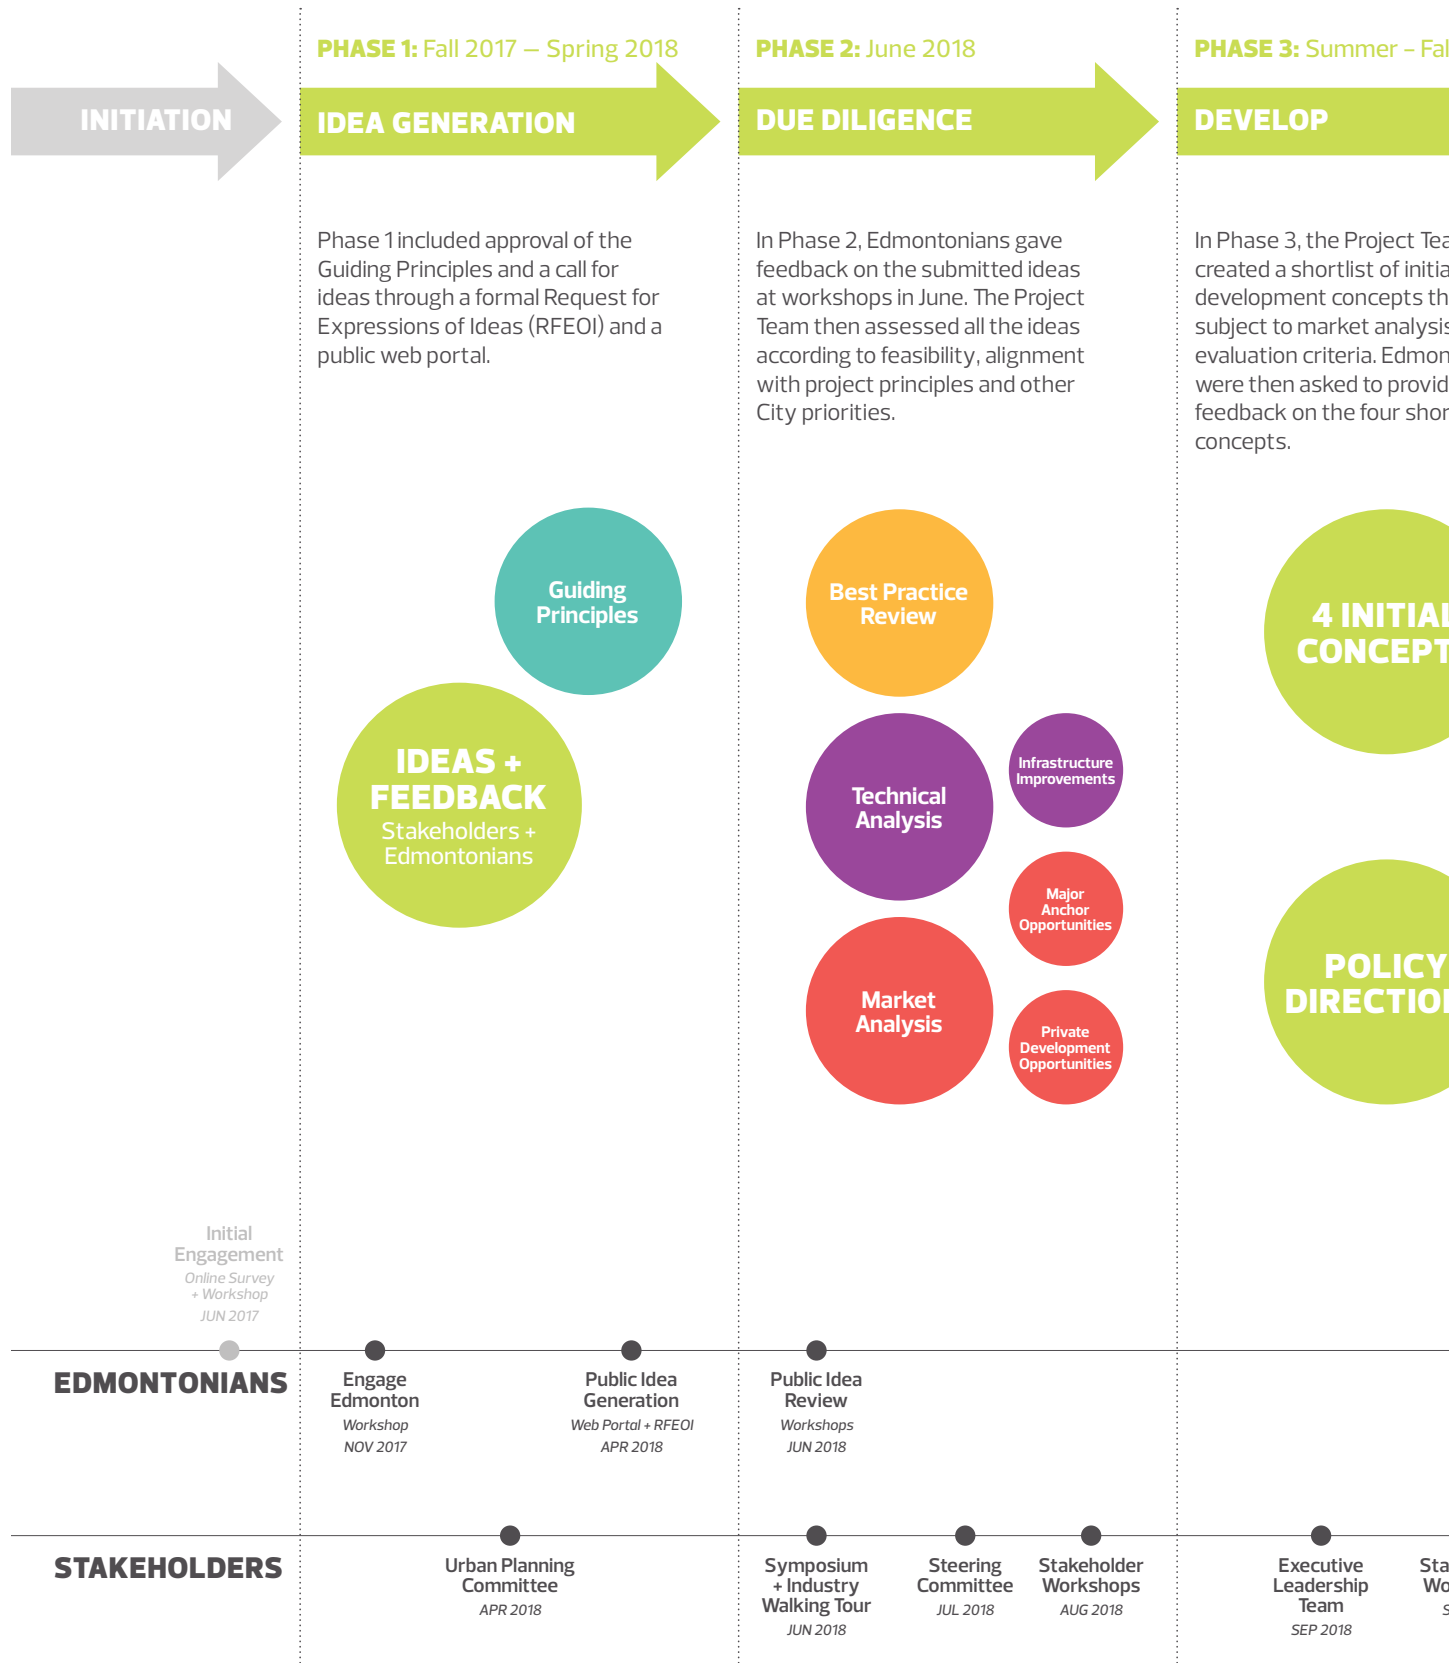 PHASE 1: Fall 2017 – Spring 2018
PHASE 2: June 2018
PHASE 3: Summer – Fal
INITIATION
IDEA GENERATION
DUE DILIGENCE
DEVELOP
Phase 1 included approval of the
Guiding Principles and a call for
ideas through a formal Request for
Expressions of Ideas (RFEOI) and a
public web portal.
In Phase 2, Edmontonians gave
feedback on the submitted ideas
at workshops in June. The Project
Team then assessed all the ideas
according to feasibility, alignment
with project principles and other
City priorities.
In Phase 3, the Project Tea
created a shortlist of initia
development concepts th
subject to market analysis
evaluation criteria. Edmon
were then asked to provid
feedback on the four shor
concepts.
Guiding
Principles
IDEAS +
FEEDBACK
Stakeholders +
Edmontonians
Best Practice
Review
Technical
Analysis
Market
Analysis
Infrastructure
Improvements
Major
Anchor
Opportunities
Private
Development
Opportunities
4 INITIAL
CONCEPT
POLICY
DIRECTION
Initial
Engagement
Online Survey
+ Workshop
JUN 2017
EDMONTONIANS
Engage
Edmonton
Workshop
NOV 2017
Public Idea
Generation
Web Portal + RFEOI
APR 2018
Public Idea
Review
Workshops
JUN 2018
STAKEHOLDERS
Urban Planning
Committee
APR 2018
Symposium
+ Industry
Walking Tour
JUN 2018
Steering
Committee
JUL 2018
Stakeholder
Workshops
AUG 2018
Executive
Leadership
Team
SEP 2018
Sta
Wo
S